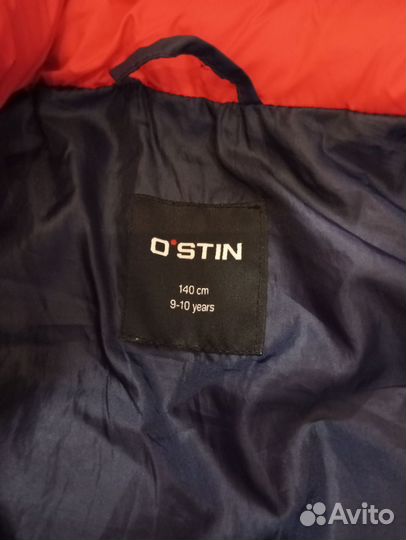 O'STIN
140 cm
9-10 years
Avito